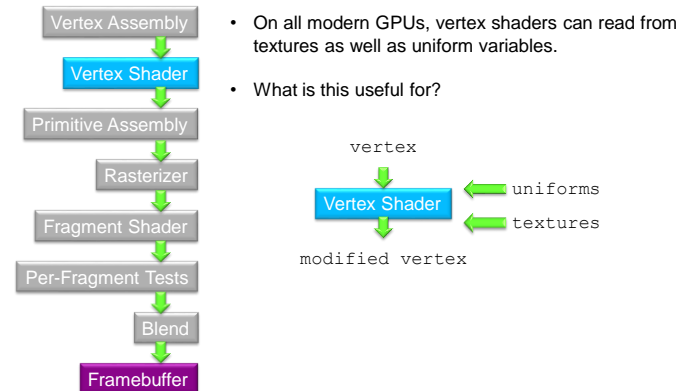 Vertex Assembly
Vertex Shader
Primitive Assembly
Rasterizer
Fragment Shader
Per-Fragment Tests
Blend
Framebuffer
• On all modern GPUs, vertex shaders can read from
textures as well as uniform variables.
• What is this useful for?
vertex
Vertex Shader
uniforms
textures
modified vertex